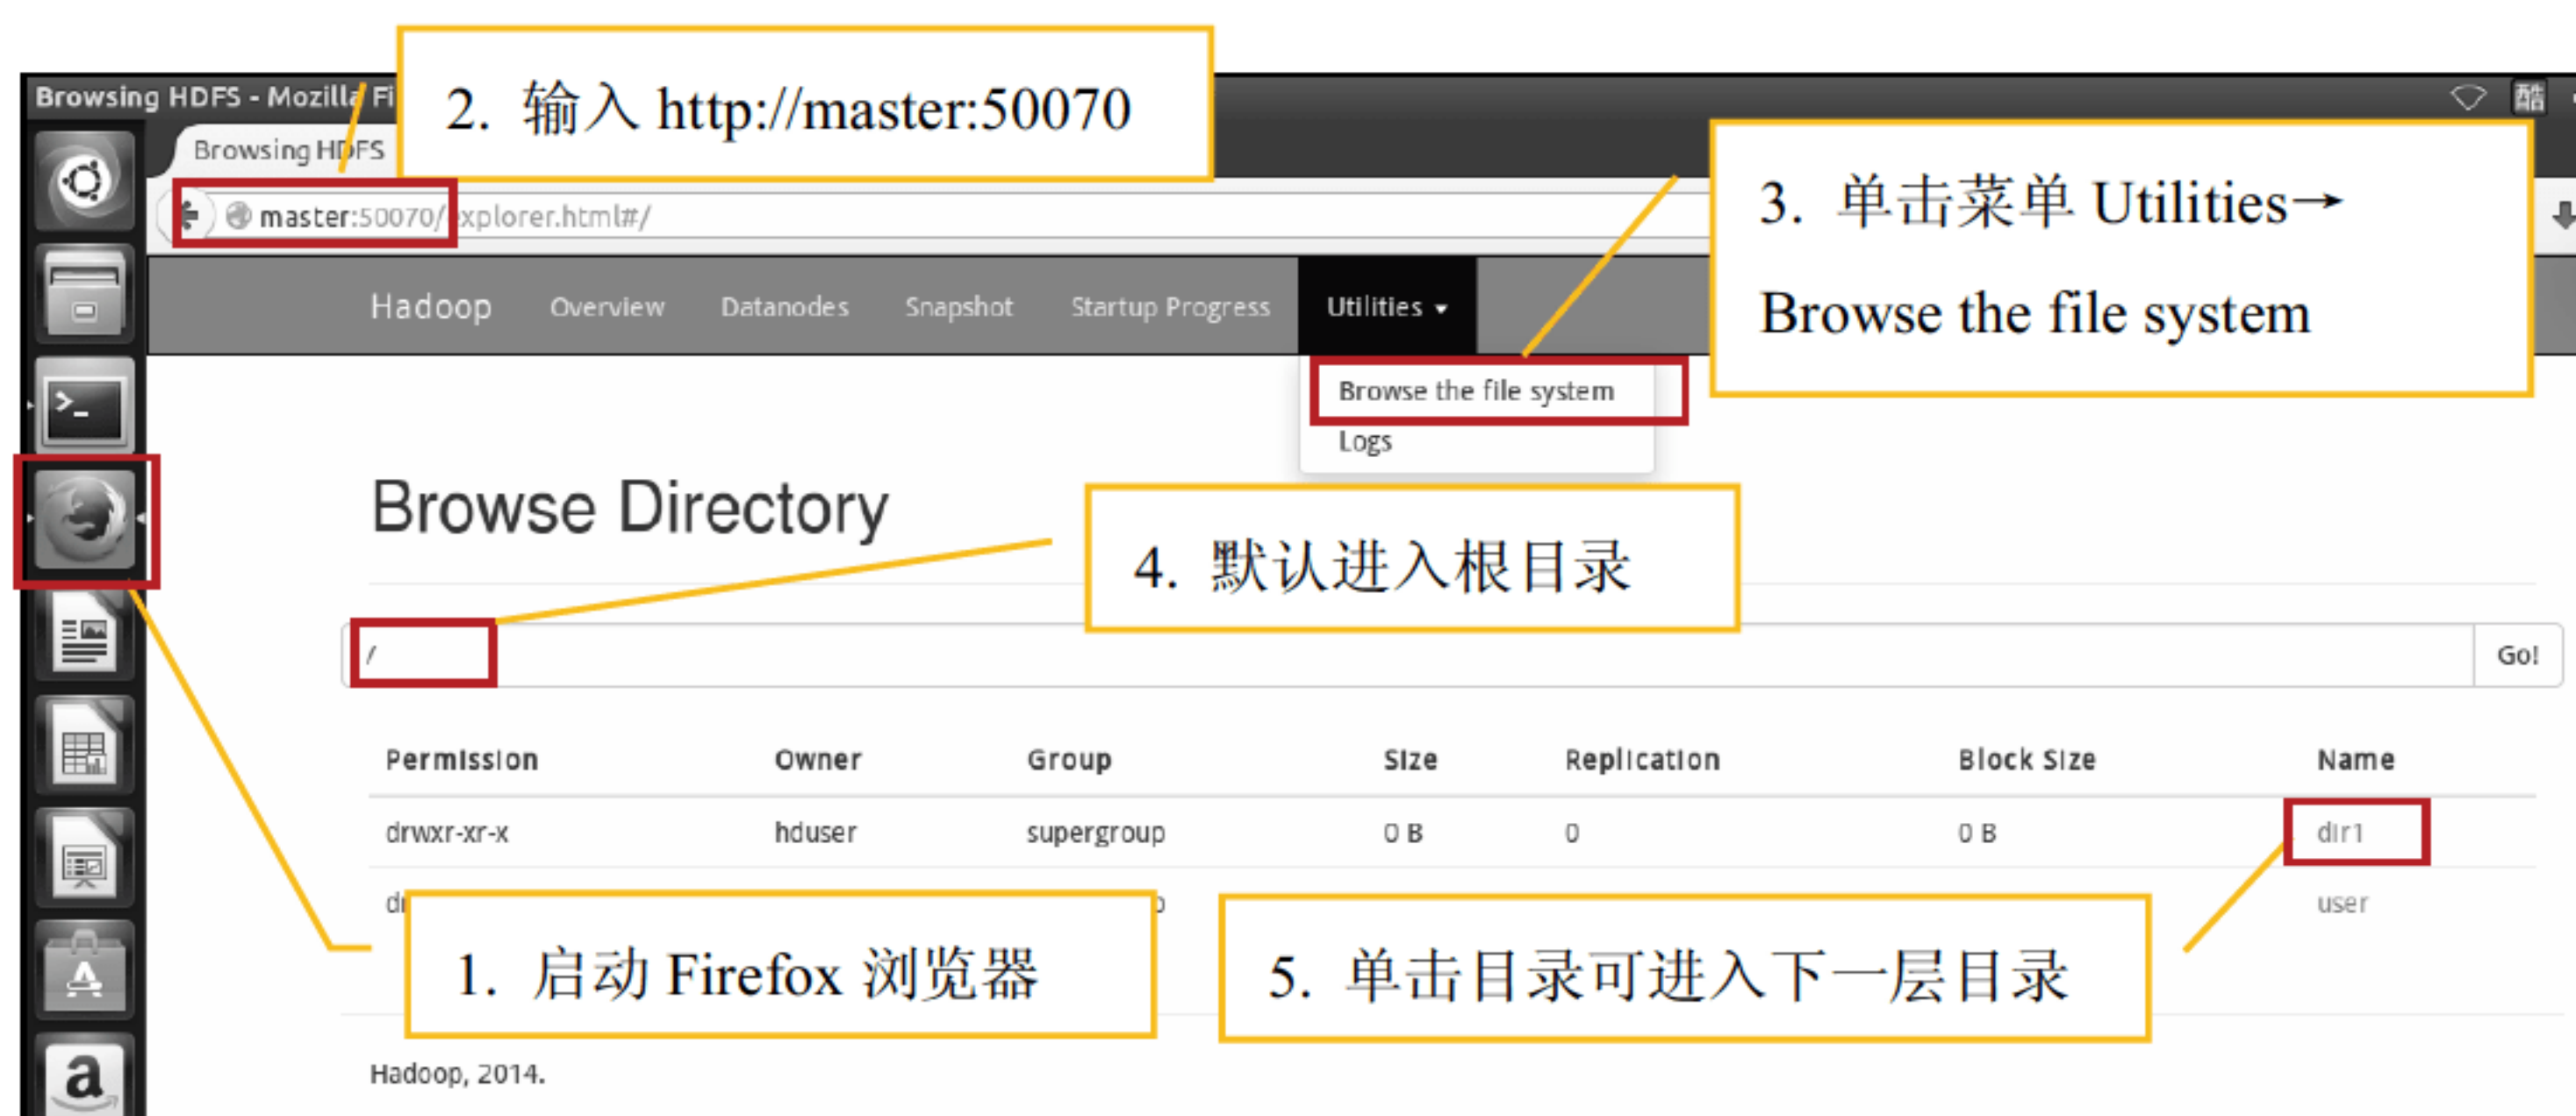 2. 输入 http://master:50070
Browsing HDFS - Mozilla Fi
酷
Browsing HDFS
3. 单击菜单 Utilities→
Browse the file system
master:50070/explorer.html#/
Hadoop Overview Datanodes Snapshot Startup Progress Utilities
Browse the file system
Logs
Browse Directory
4. 默认进入根目录
/
Go!
Permission Owner Group Size Replication Block Size Name
drwxr-xr-x hduser supergroup 0 B 0 0 B dir1
user
1. 启动 Firefox 浏览器
5. 单击目录可进入下一层目录
Hadoop, 2014.
a